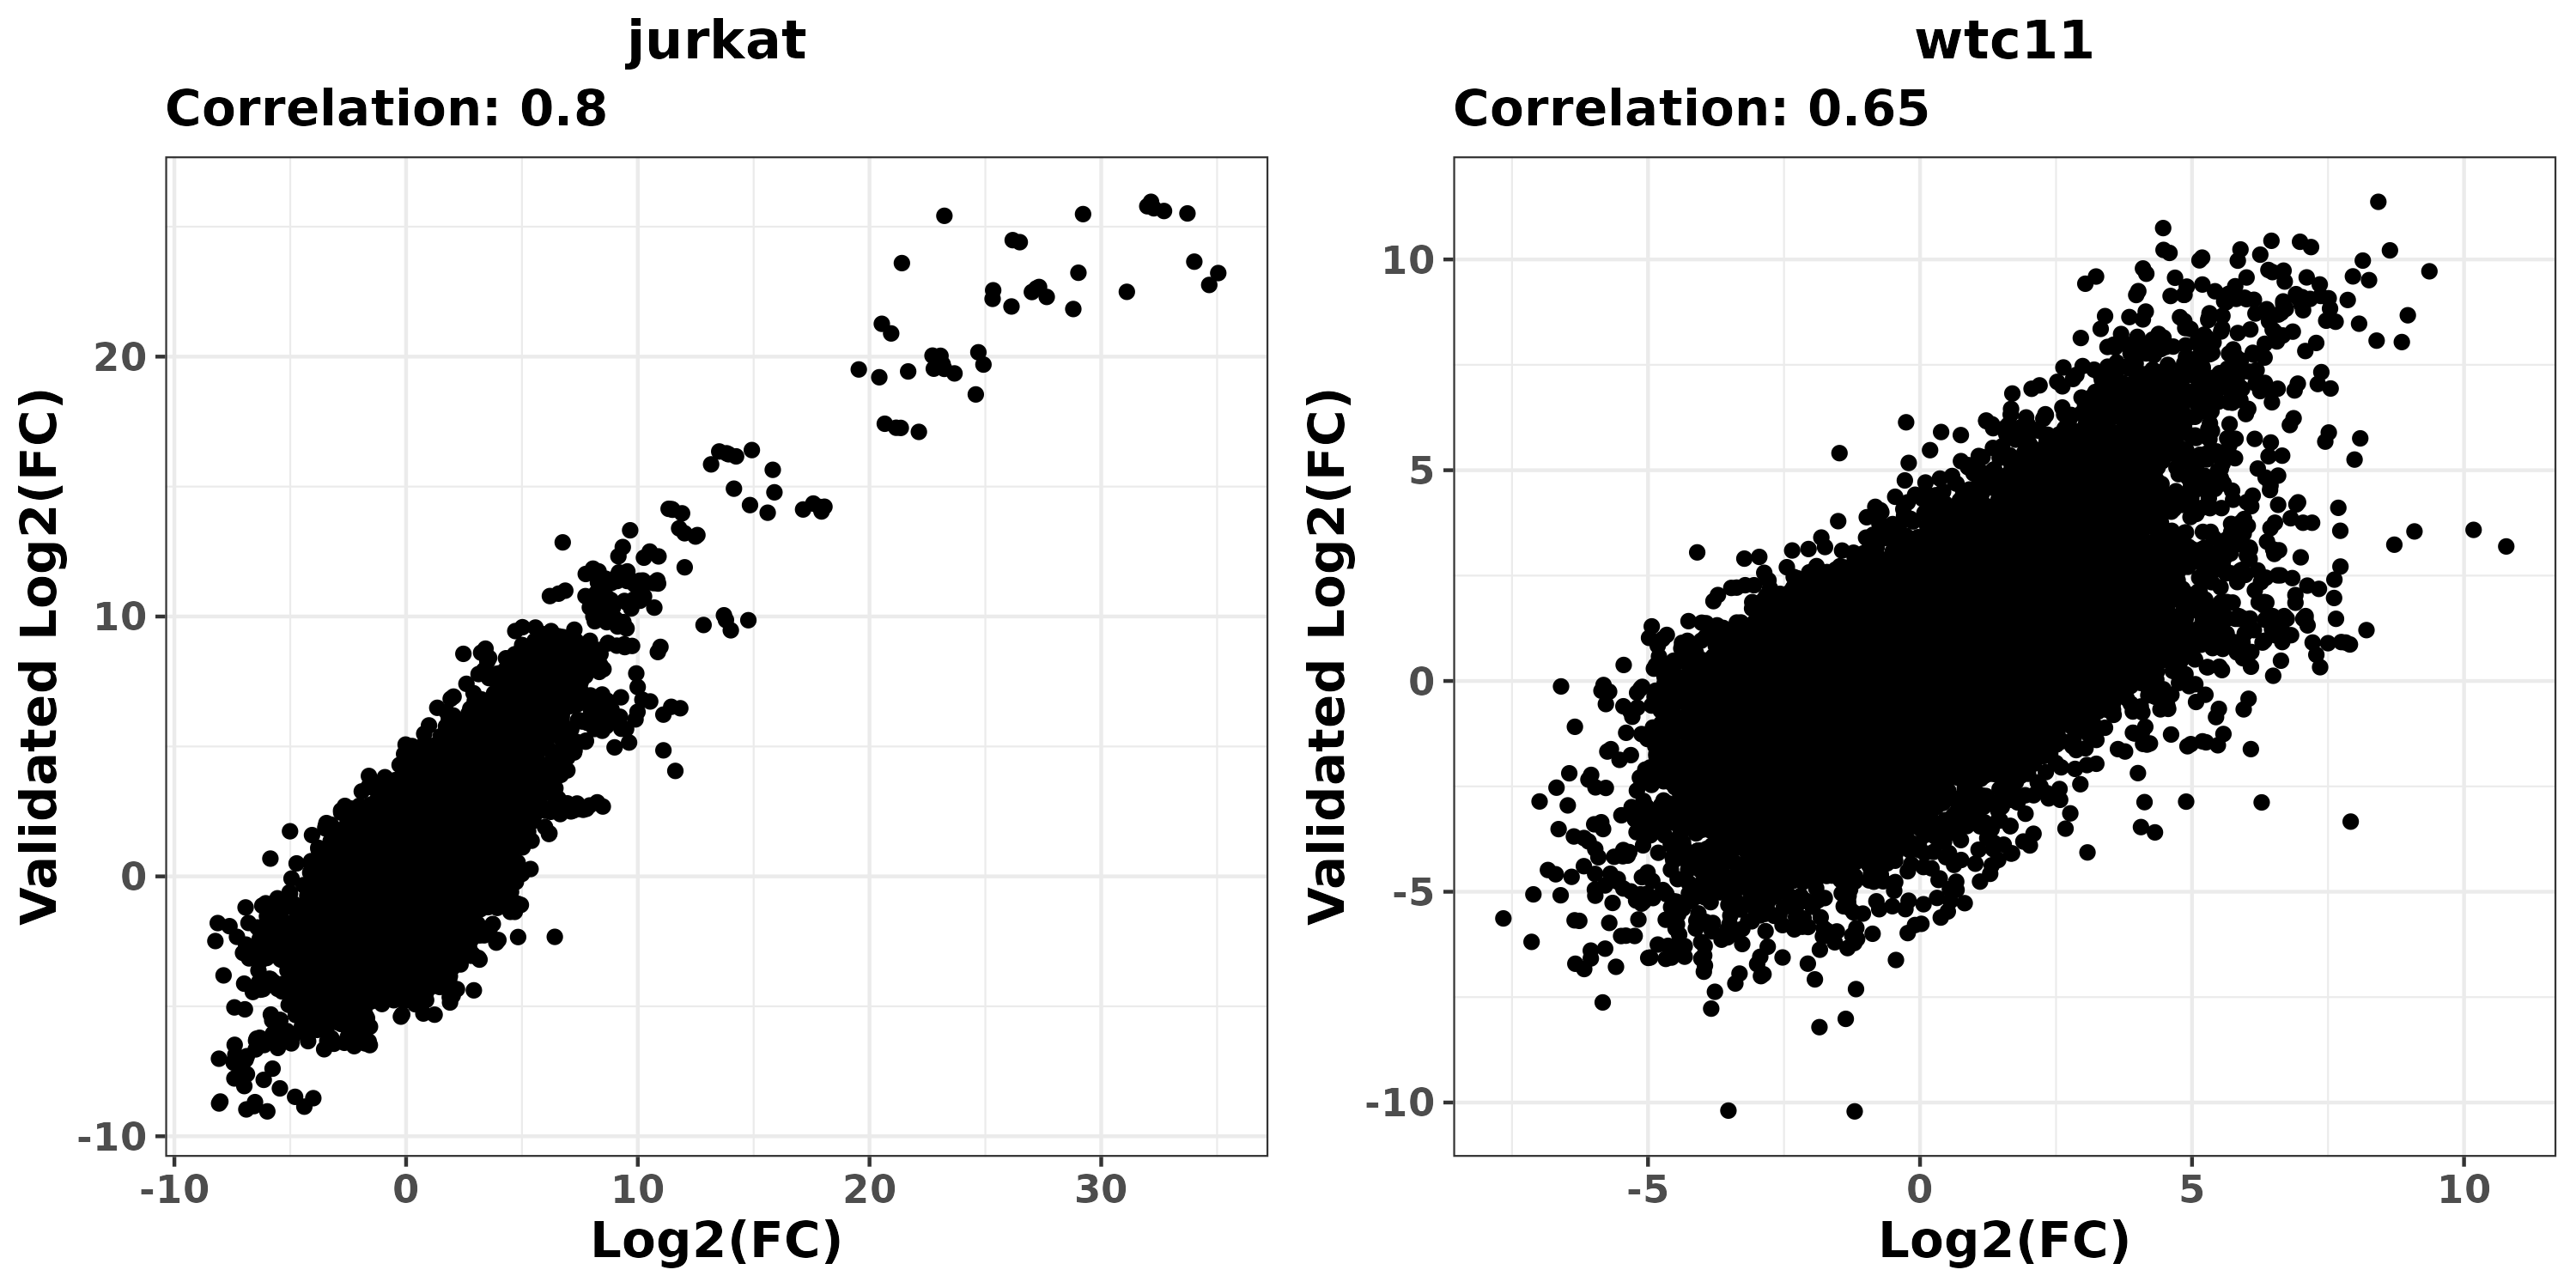 jurkat
Correlation: 0.8
Validated Log2(FC)
20
10
0
-10
-10 0 10 20 30
Log2(FC)
wtc11
Correlation: 0.65
Validated Log2(FC)
10
5
0
-5
-10
-5 0 5 10
Log2(FC)